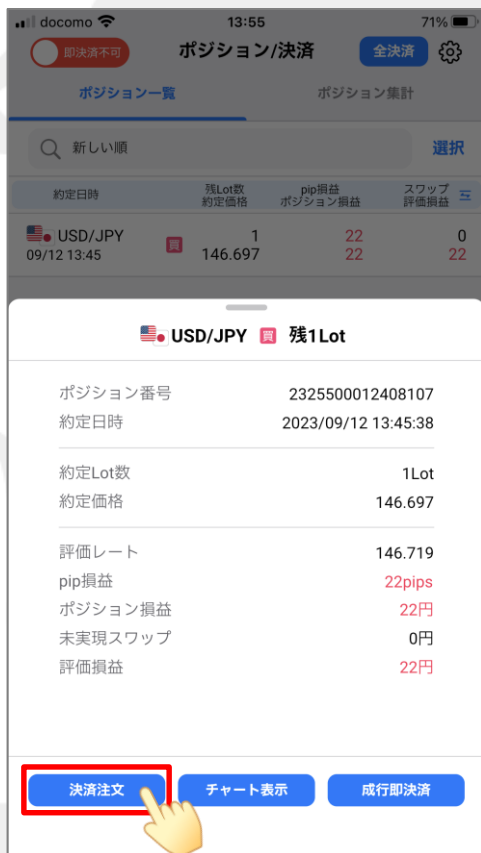 docomo 13:55 71%
即決済不可 ポジション/決済 全決済
ポジション一覧 ポジション集計
新しい順 選択
約定日時 残Lot数 約定価格 pip損益 ポジション損益 スワップ 評価損益
USD/JPY 買 1 22 0
09/12 13:45 146.697 22 22
USD/JPY 買 残1Lot
ポジション番号 2325500012408107
約定日時 2023/09/12 13:45:38
約定Lot数 1Lot
約定価格 146.697
評価レート 146.719
pip損益 22pips
ポジション損益 22円
未実現スワップ 0円
評価損益 22円
決済注文 チャート表示 成行即決済